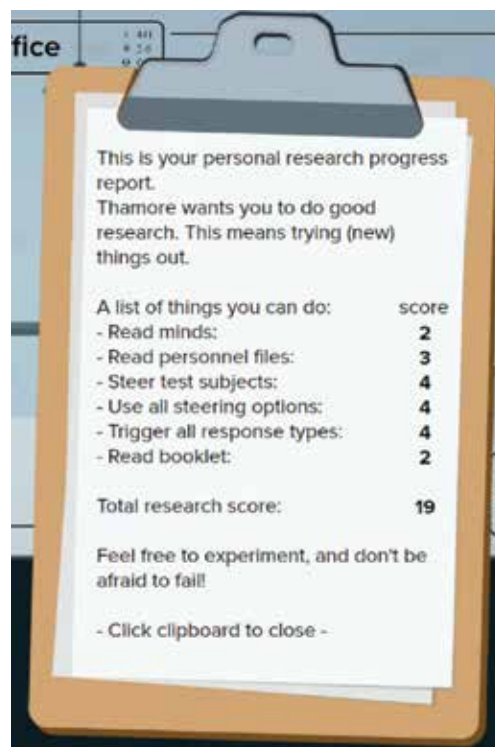 fice
This is your personal research progress
report.
Thamore wants you to do good
research. This means trying (new)
things out.
A list of things you can do: score
- Read minds: 2
- Read personnel files: 3
- Steer test subjects: 4
- Use all steering options: 4
- Trigger all response types: 4
- Read booklet: 2
Total research score: 19
Feel free to experiment, and don't be
afraid to fail!
- Click clipboard to close -